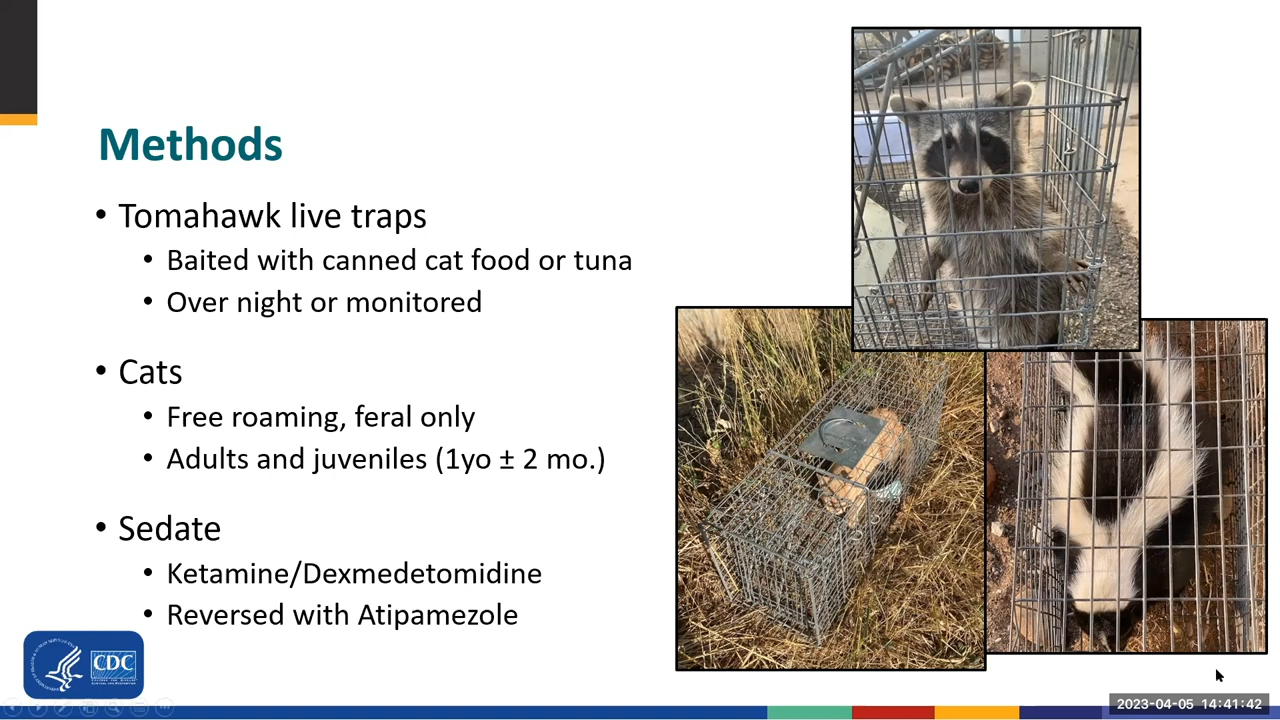 Methods
• Tomahawk live traps
• Baited with canned cat food or tuna
• Over night or monitored
• Cats
• Free roaming, feral only
• Adults and juveniles (1yo ± 2 mo.)
• Sedate
• Ketamine/Dexmedetomidine
• Reversed with Atipamezole
CDC
2023-04-05 14:41:42